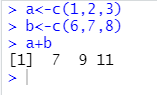 > a<-c(1,2,3)
> b<-c(6,7,8)
> a+b
[1]  7  9 11
>